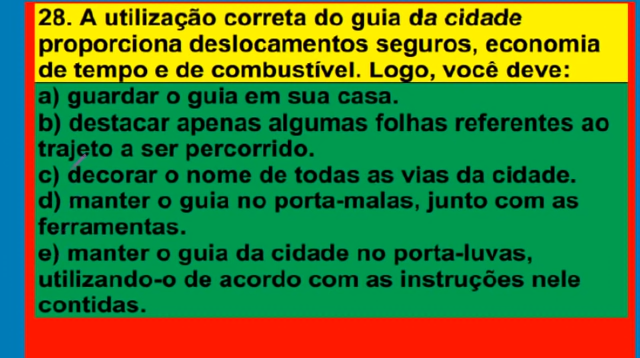 28. A utilização correta do guia da cidade
proporciona deslocamentos seguros, economia
de tempo e de combustível. Logo, você deve:
a) guardar o guia em sua casa.
b) destacar apenas algumas folhas referentes ao
trajeto a ser percorrido.
c) decorar o nome de todas as vias da cidade.
d) manter o guia no porta-malas, junto com as
ferramentas.
e) manter o guia da cidade no porta-luvas,
utilizando-o de acordo com as instruções nele
contidas.